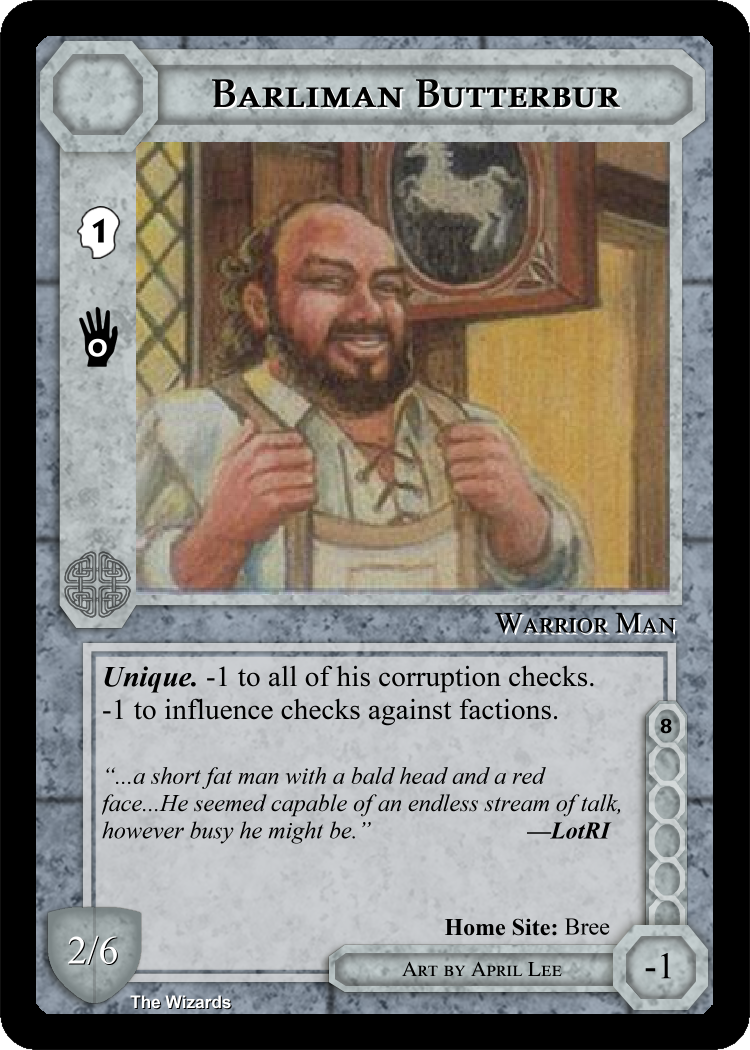 Barliman Butterbur
1
0
Warrior Man
Unique. -1 to all of his corruption checks.
-1 to influence checks against factions.
8
“...a short fat man with a bald head and a red
face...He seemed capable of an endless stream of talk,
however busy he might be.” —LotRI
Home Site: Bree
2/6
Art by April Lee
-1
The Wizards